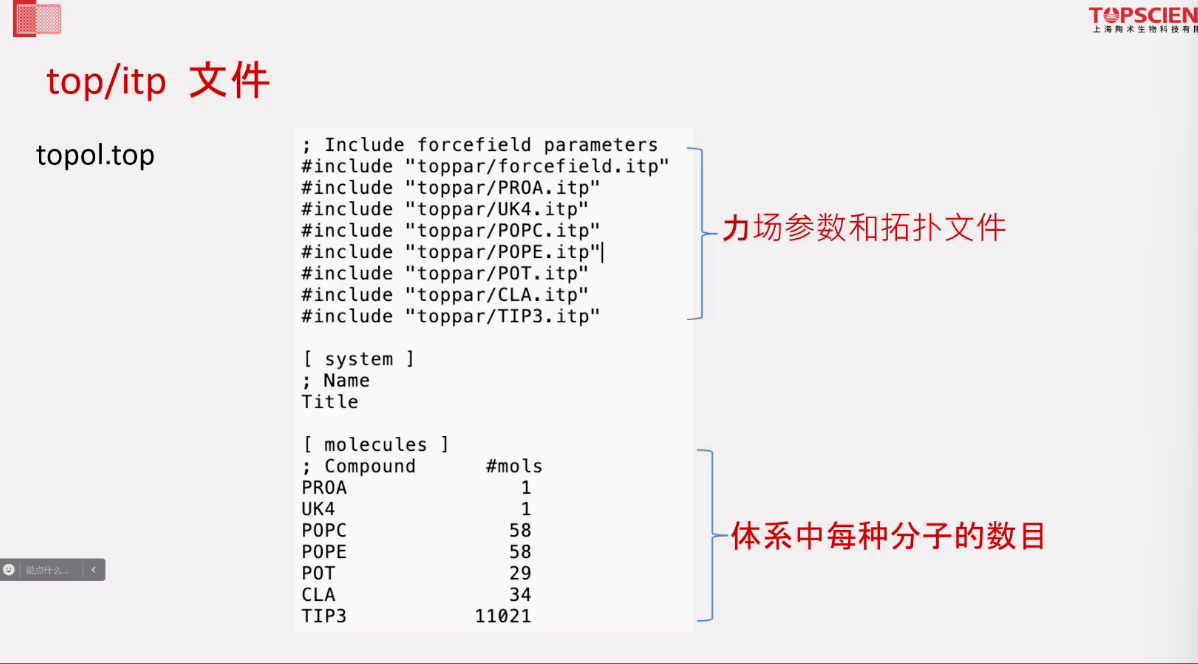 TOPSCIEN
上海陶术生物科技有
top/itp 文件
topol.top
; Include forcefield parameters
#include "toppar/forcefield.itp"
#include "toppar/PROA.itp"
#include "toppar/UK4.itp"
#include "toppar/POPC.itp"
#include "toppar/POPE.itp"
#include "toppar/POT.itp"
#include "toppar/CLA.itp"
#include "toppar/TIP3.itp"
力场参数和拓扑文件
[ system ]
; Name
Title
[ molecules ]
; Compound #mols
PROA 1
UK4 1
POPC 58
POPE 58
POT 29
CLA 34
TIP3 11021
体系中每种分子的数目
说点什么...